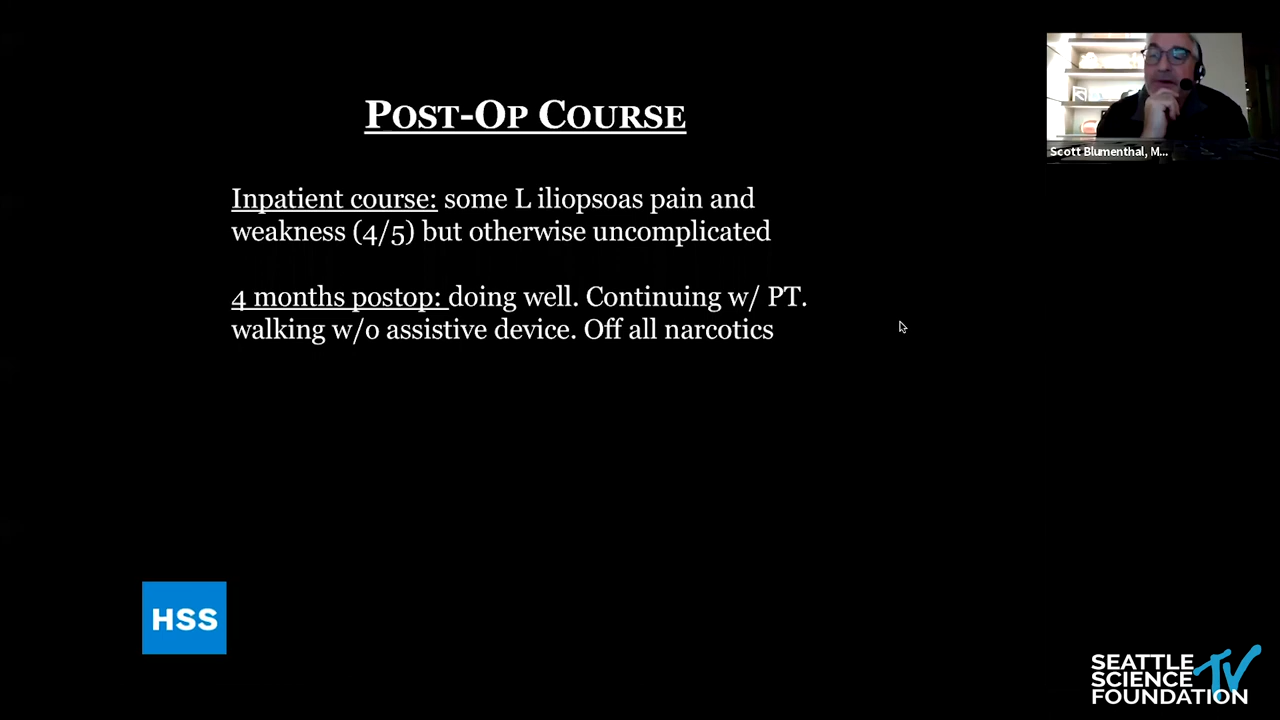 POST-OP COURSE
Inpatient course: some L iliopsoas pain and
weakness (4/5) but otherwise uncomplicated
4 months postop: doing well. Continuing w/ PT.
walking w/o assistive device. Off all narcotics
Scott Blumenthal, M...
HSS
SEATTLE
SCIENCE
FOUNDATION
TV